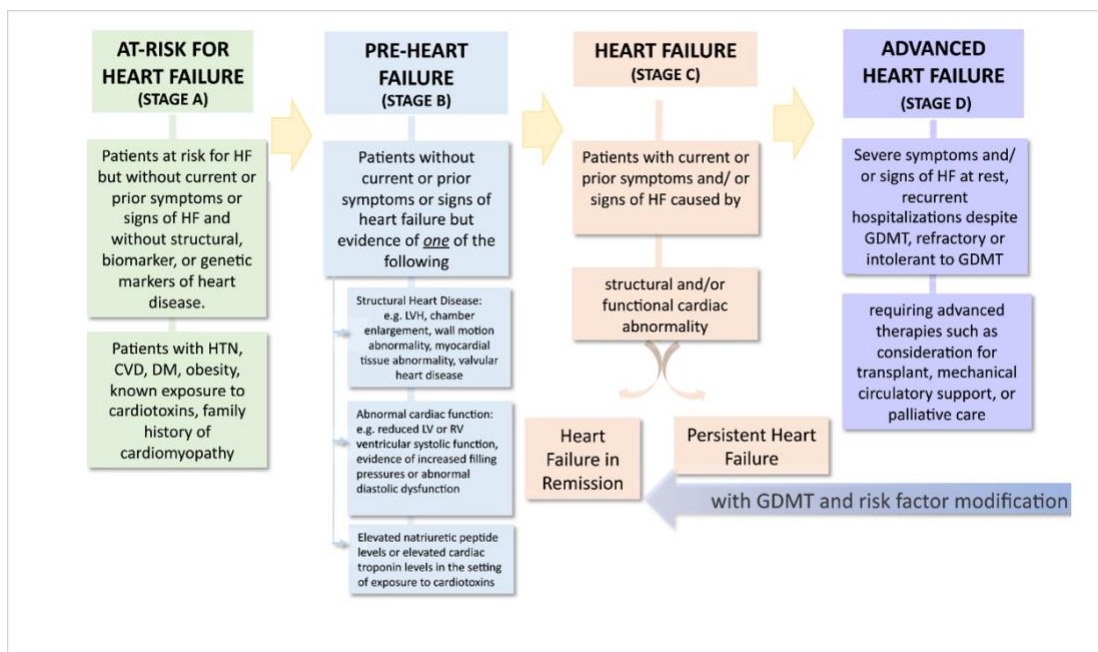 AT-RISK FOR
HEART FAILURE
(STAGE A)
Patients at risk for HF
but without current or
prior symptoms or
signs of HF and
without structural,
biomarker, or genetic
markers of heart
disease.
Patients with HTN,
CVD, DM, obesity,
known exposure to
cardiotoxins, family
history of
cardiomyopathy
PRE-HEART
FAILURE
(STAGE B)
Patients without
current or prior
symptoms or signs of
heart failure but
evidence of one of the
following
Structural Heart Disease:
e.g. LVH, chamber
enlargement, wall motion
abnormality, myocardial
tissue abnormality, valvular
heart disease
Abnormal cardiac function:
e.g. reduced LV or RV
ventricular systolic function,
evidence of increased filling
pressures or abnormal
diastolic dysfunction
Elevated natriuretic peptide
levels or elevated cardiac
troponin levels in the setting
of exposure to cardiotoxins
HEART FAILURE
(STAGE C)
Patients with current or
prior symptoms and/ or
signs of HF caused by
structural and/or
functional cardiac
abnormality
Heart
Failure in
Remission
Persistent Heart
Failure
with GDMT and risk factor modification
ADVANCED
HEART FAILURE
(STAGE D)
Severe symptoms and/
or signs of HF at rest,
recurrent
hospitalizations despite
GDMT, refractory or
intolerant to GDMT
requiring advanced
therapies such as
consideration for
transplant, mechanical
circulatory support, or
palliative care